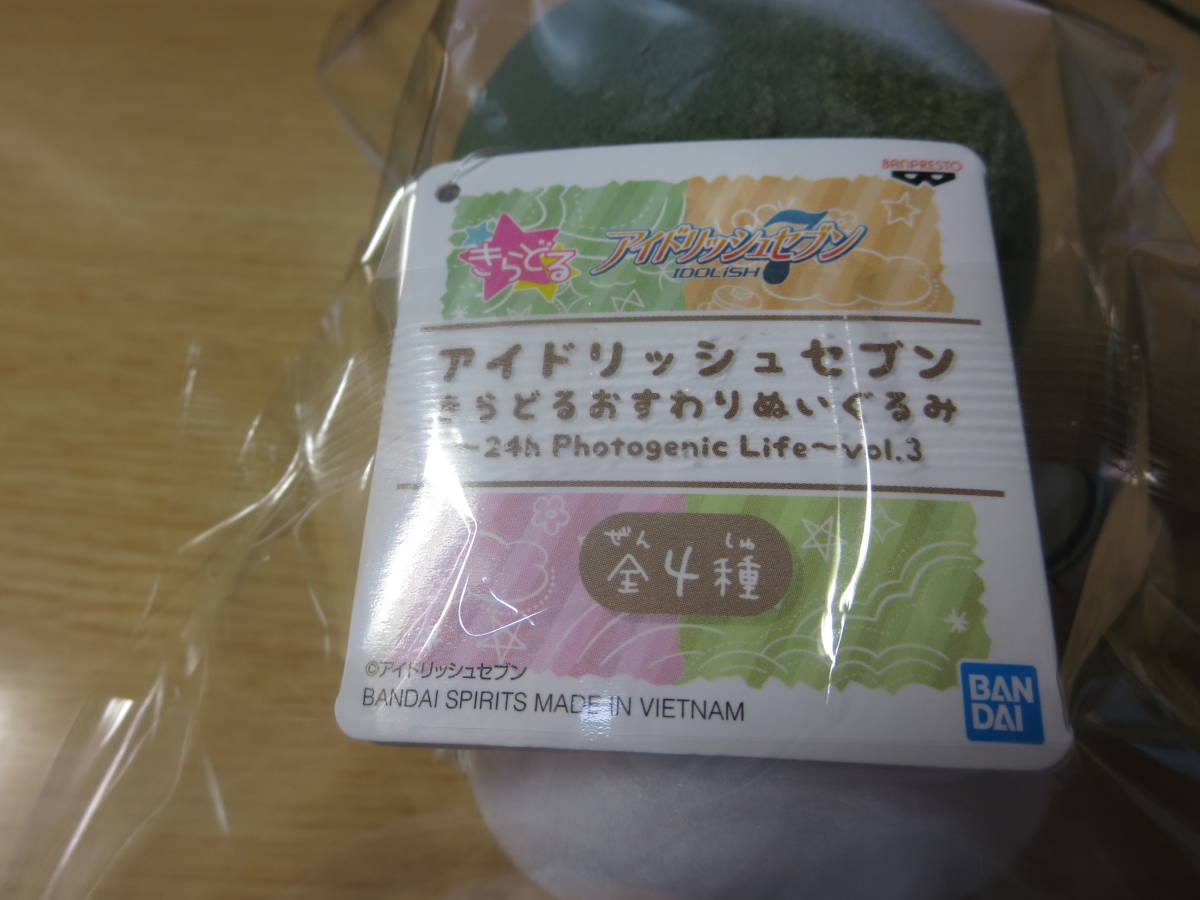 BANPRESTO
きらどる
アイドリッシュセブン
IDOLiSH7
アイドリッシュセブン
きらどるおすわりぬいぐるみ
～24h Photogenic Life～vol.3
ぜん しゅ
全4種
©アイドリッシュセブン
BANDAI SPIRITS MADE IN VIETNAM
BAN
DAI